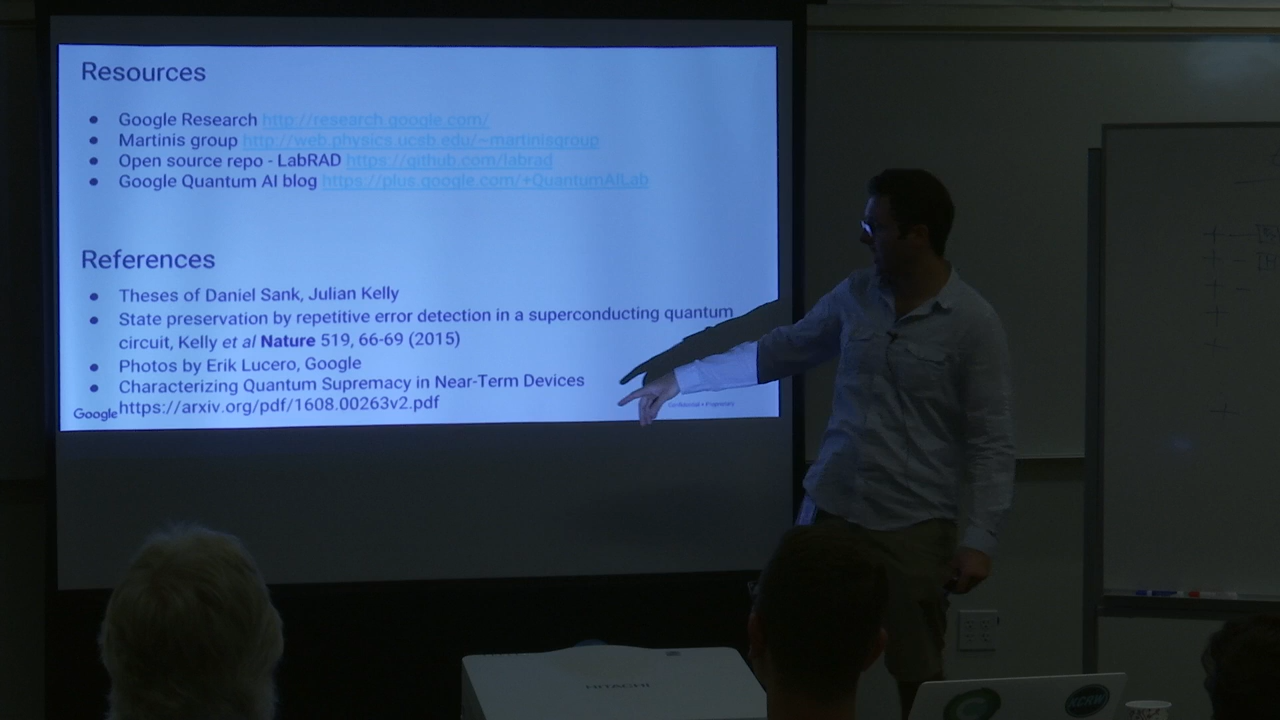 Resources
Google Research http://research.google.com/
Martinis group http://web.physics.ucsb.edu/~martinisgroup
Open source repo - LabRAD https://github.com/labrad
Google Quantum AI blog https://plus.google.com/+QuantumAILab
References
Theses of Daniel Sank, Julian Kelly
State preservation by repetitive error detection in a superconducting quantum
circuit, Kelly et al Nature 519, 66-69 (2015)
Photos by Erik Lucero, Google
Characterizing Quantum Supremacy in Near-Term Devices
https://arxiv.org/pdf/1608.00263v2.pdf
Google
Confidential + Proprietary
HITACHI